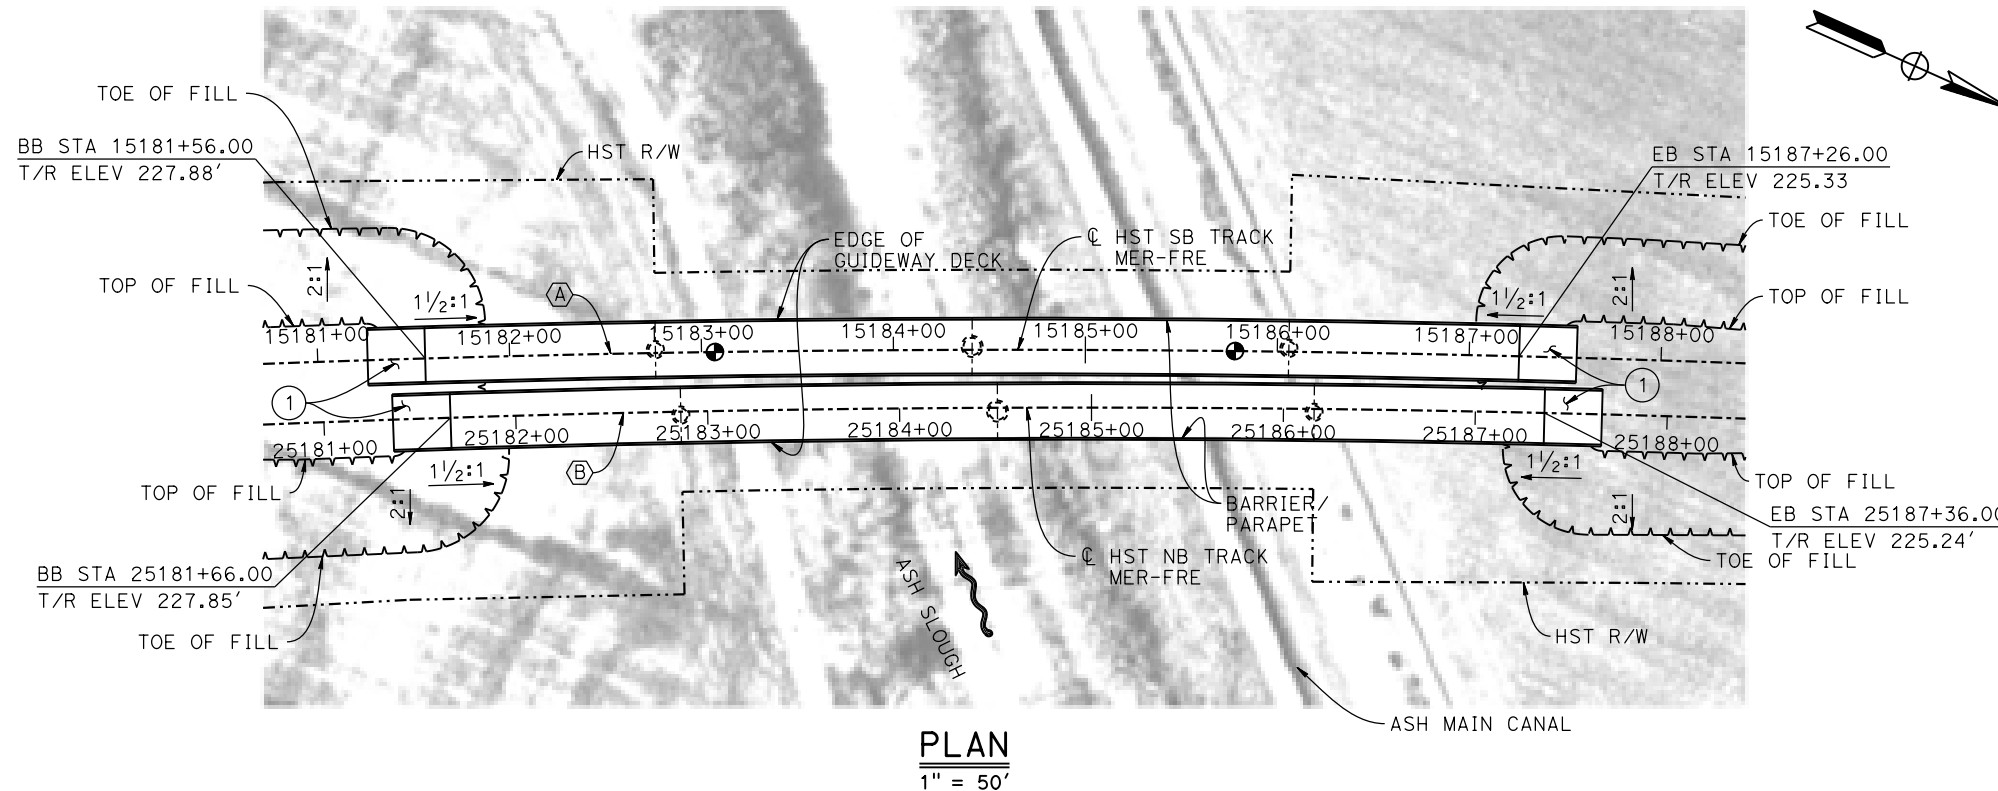 TOE OF FILL
BB STA 15181+56.00
T/R ELEV 227.88'
HST R/W
EB STA 15187+26.00
T/R ELEV 225.33
TOE OF FILL
EDGE OF
GUIDEWAY DECK
℄ HST SB TRACK
MER-FRE
TOP OF FILL
2:1
1½:1
A
1½:1
2:1
TOP OF FILL
15181+00
15182+00
15183+00
15184+00
15185+00
15186+00
15187+00
15188+00
1
1
25181+00
25182+00
25183+00
25184+00
25185+00
25186+00
25187+00
25188+00
TOP OF FILL
2:1
1½:1
B
1½:1
2:1
TOP OF FILL
BARRIER/
PARAPET
EB STA 25187+36.00
T/R ELEV 225.24'
TOE OF FILL
℄ HST NB TRACK
MER-FRE
BB STA 25181+66.00
T/R ELEV 227.85'
TOE OF FILL
ASH SLOUGH
HST R/W
ASH MAIN CANAL
PLAN
1" = 50'